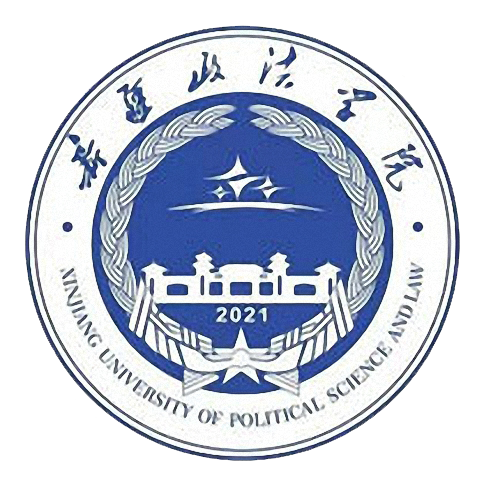 新疆政法学院
2021
XINJIANG UNIVERSITY OF POLITICAL SCIENCE AND LAW